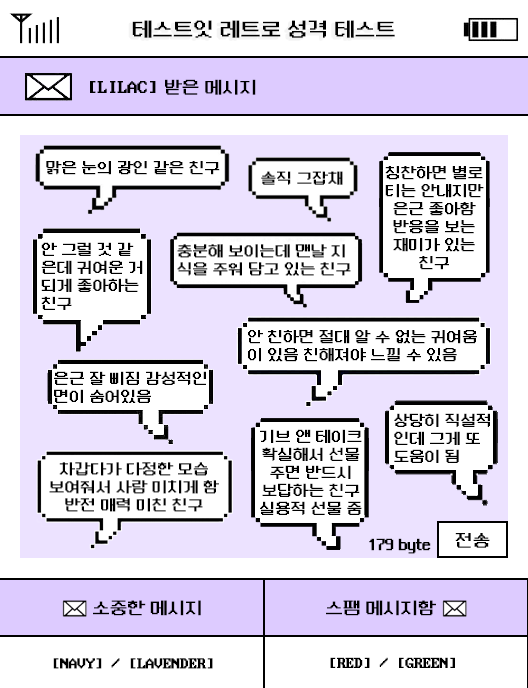 테스트잇 레트로 성격 테스트
[LILAC] 받은 메시지
맑은 눈의 광인 같은 친구
솔직 그잡채
칭찬하면 별로
티는 안내지만
은근 좋아함
반응을 보는
재미가 있는
친구
안 그럴 것 같
은데 귀여운 거
되게 좋아하는
친구
충분해 보이는데 맨날 지
식을 주워 담고 있는 친구
안 친하면 절대 알 수 없는 귀여움
이 있음 친해져야 느낄 수 있음
은근 잘 삐짐 감성적인
면이 숨어있음
상당히 직설적
인데 그게 또
도움이 됨
기브 앤 테이크
확실해서 선물
주면 반드시
보답하는 친구
실용적 선물 줌
차갑다가 다정한 모습
보여줘서 사람 미치게 함
반전 매력 미친 친구
179 byte
전송
소중한 메시지
스팸 메시지함
[NAVY] / [LAVENDER]
[RED] / [GREEN]